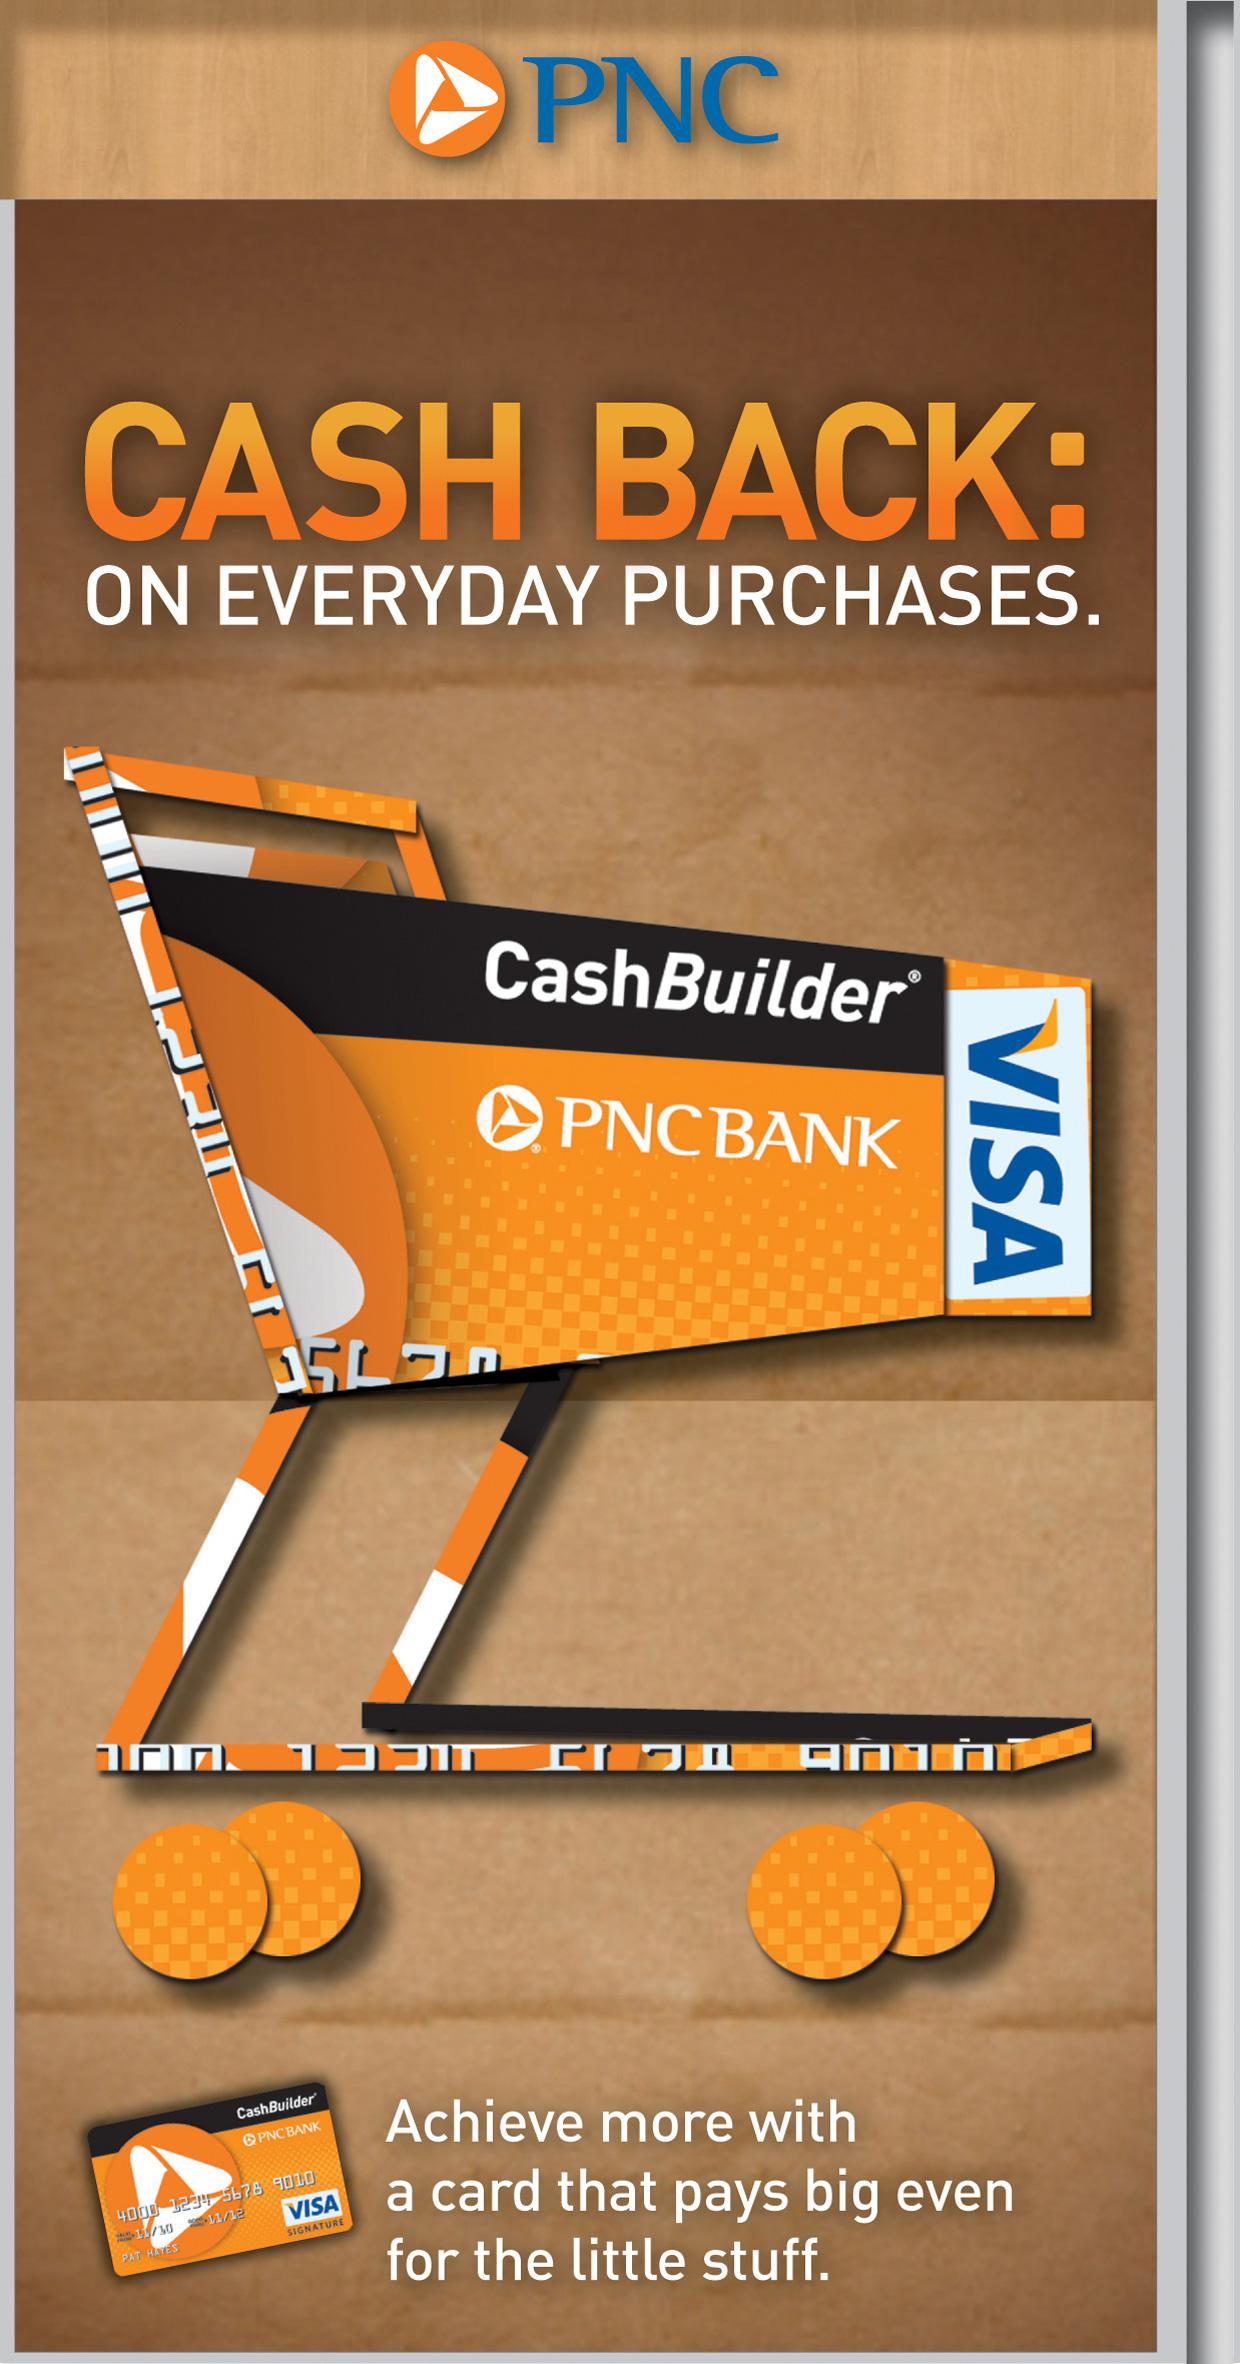 PNC
CASH BACK:
ON EVERYDAY PURCHASES.
CashBuilder®
PNC BANK
VISA
CashBuilder®
PNC BANK
4000 1234 5678 9010
11/10 11/12
PAT HAYES
VISA
SIGNATURE
Achieve more with
a card that pays big even
for the little stuff.